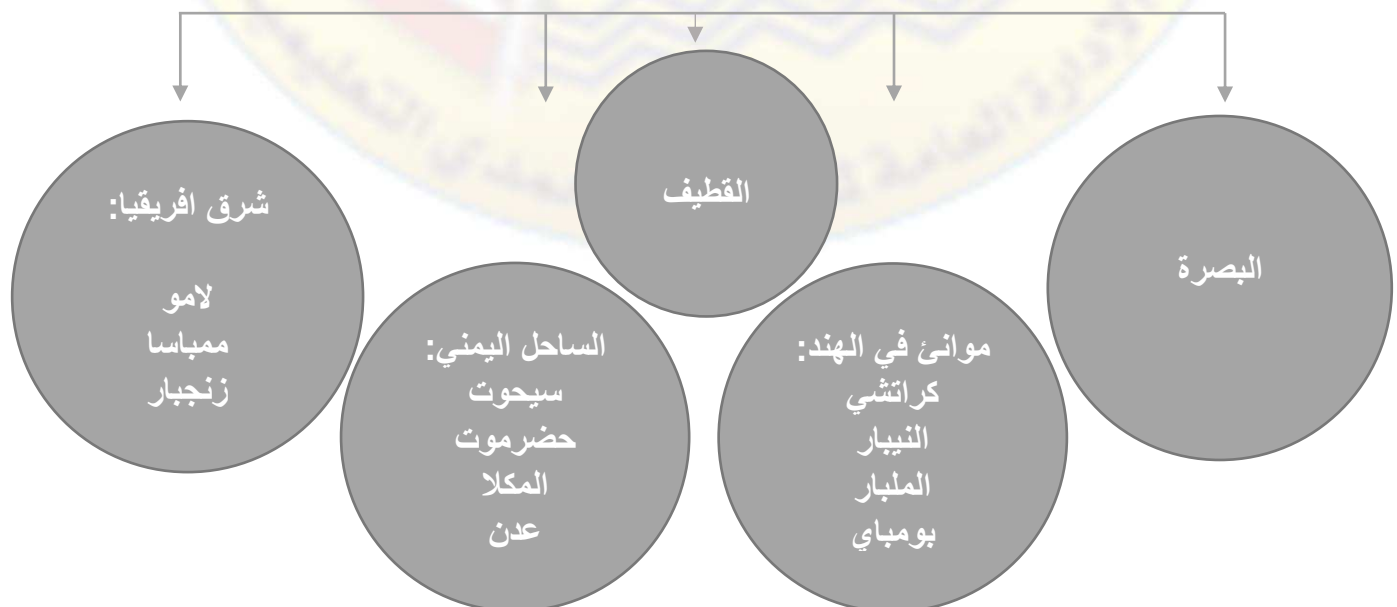 البصرة
القطيف
شرق افريقيا:
لامو
ممباسا
زنجبار
موانئ في الهند:
كراتشي
النيبار
الملبار
بومباي
الساحل اليمني:
سيحوت
حضرموت
المكلا
عدن